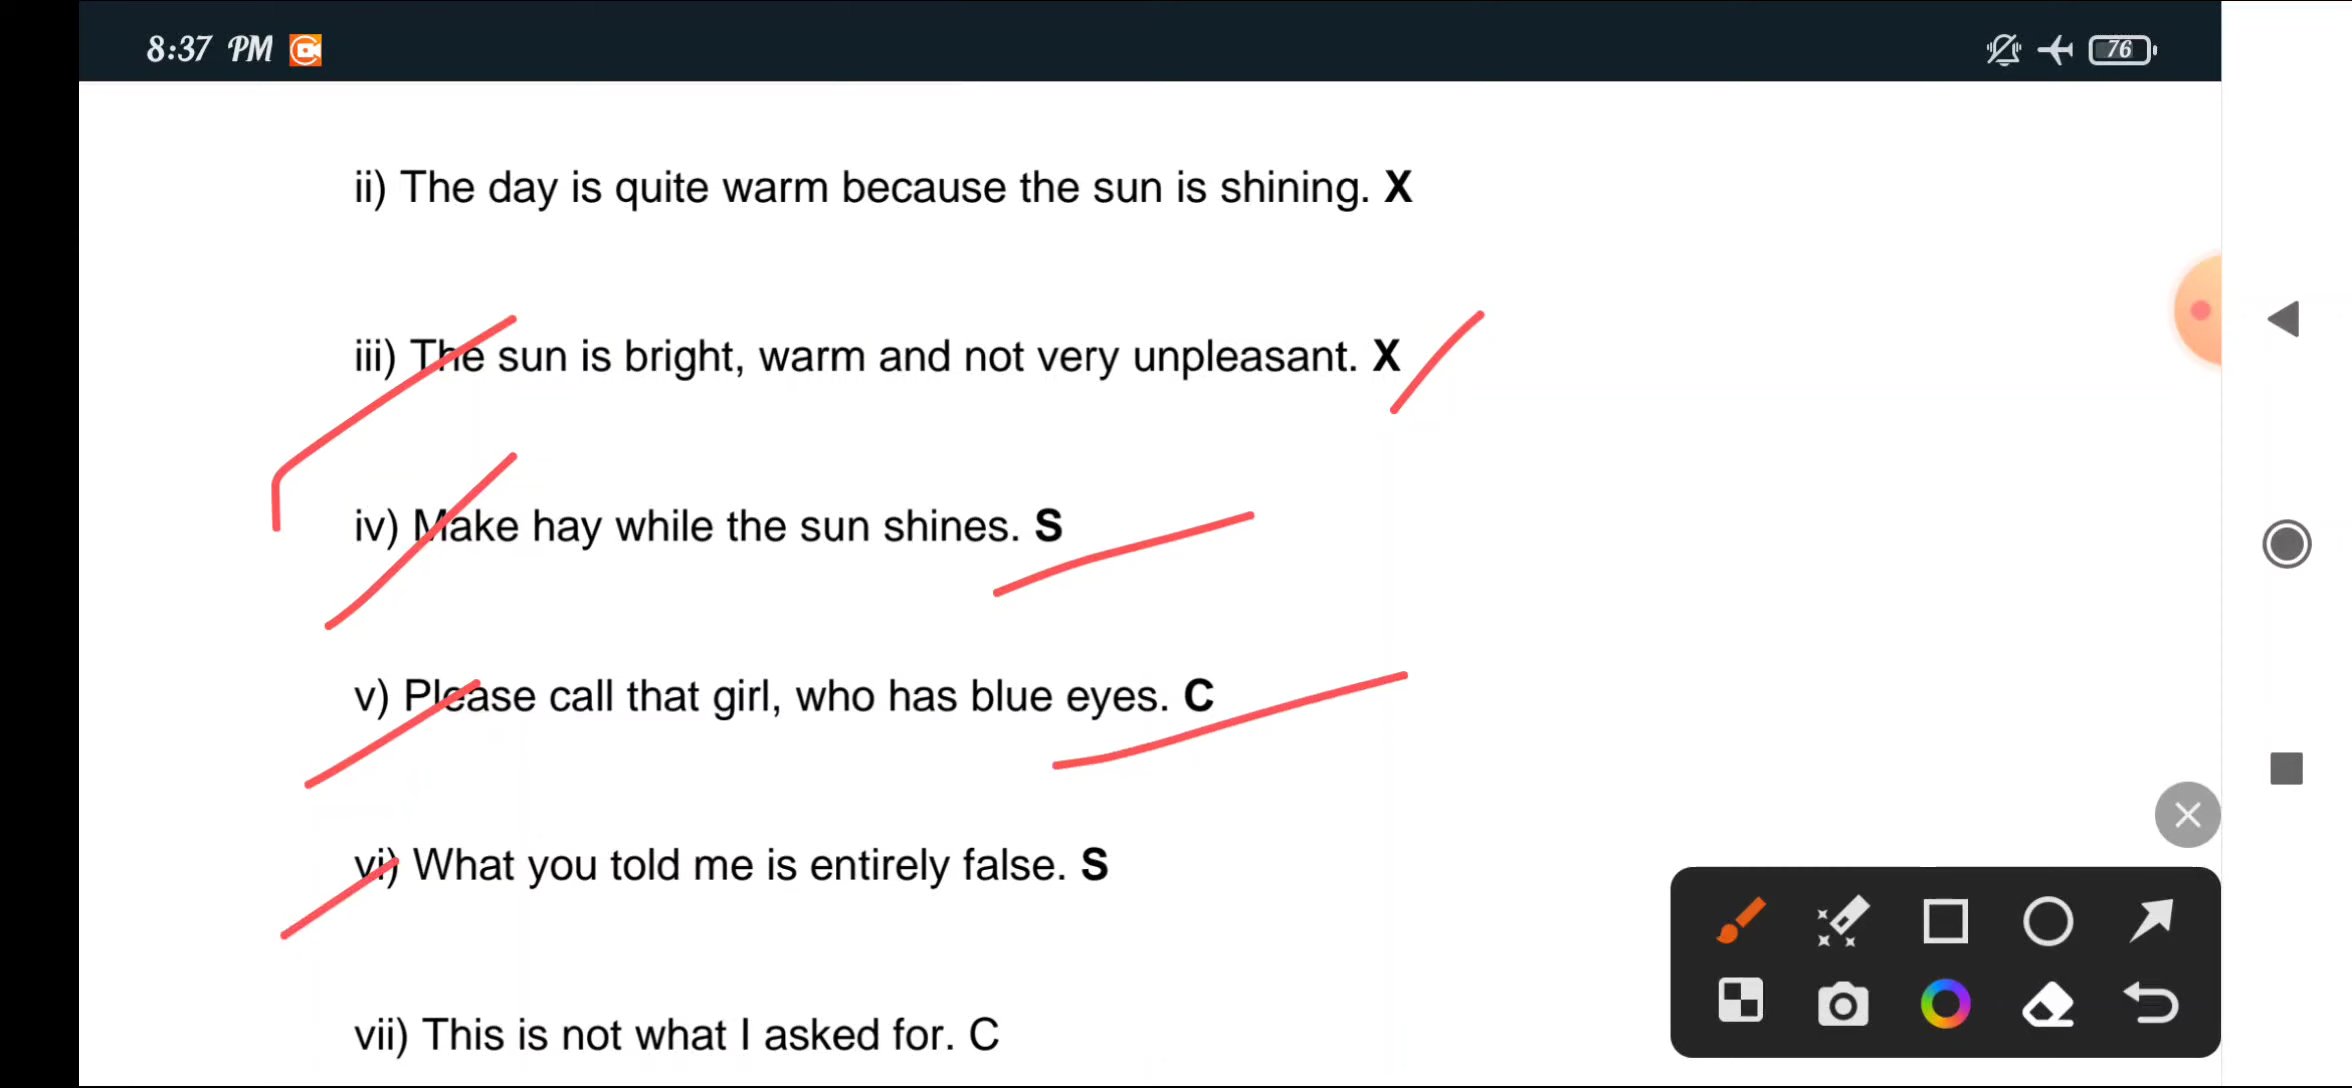 8:37 PM
76
ii) The day is quite warm because the sun is shining. X
iii) The sun is bright, warm and not very unpleasant. X
iv) Make hay while the sun shines. S
v) Please call that girl, who has blue eyes. C
vi) What you told me is entirely false. S
vii) This is not what I asked for. C